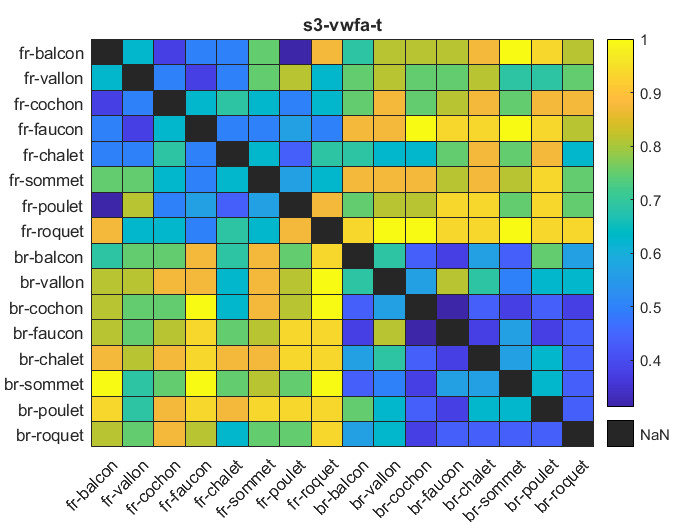 s3-vwfa-t
fr-balcon
fr-vallon
fr-cochon
fr-faucon
fr-chalet
fr-sommet
fr-poulet
fr-roquet
br-balcon
br-vallon
br-cochon
br-faucon
br-chalet
br-sommet
br-poulet
br-roquet
fr-balcon
fr-vallon
fr-cochon
fr-faucon
fr-chalet
fr-sommet
fr-poulet
fr-roquet
br-balcon
br-vallon
br-cochon
br-faucon
br-chalet
br-sommet
br-poulet
br-roquet
1
0.9
0.8
0.7
0.6
0.5
0.4
NaN